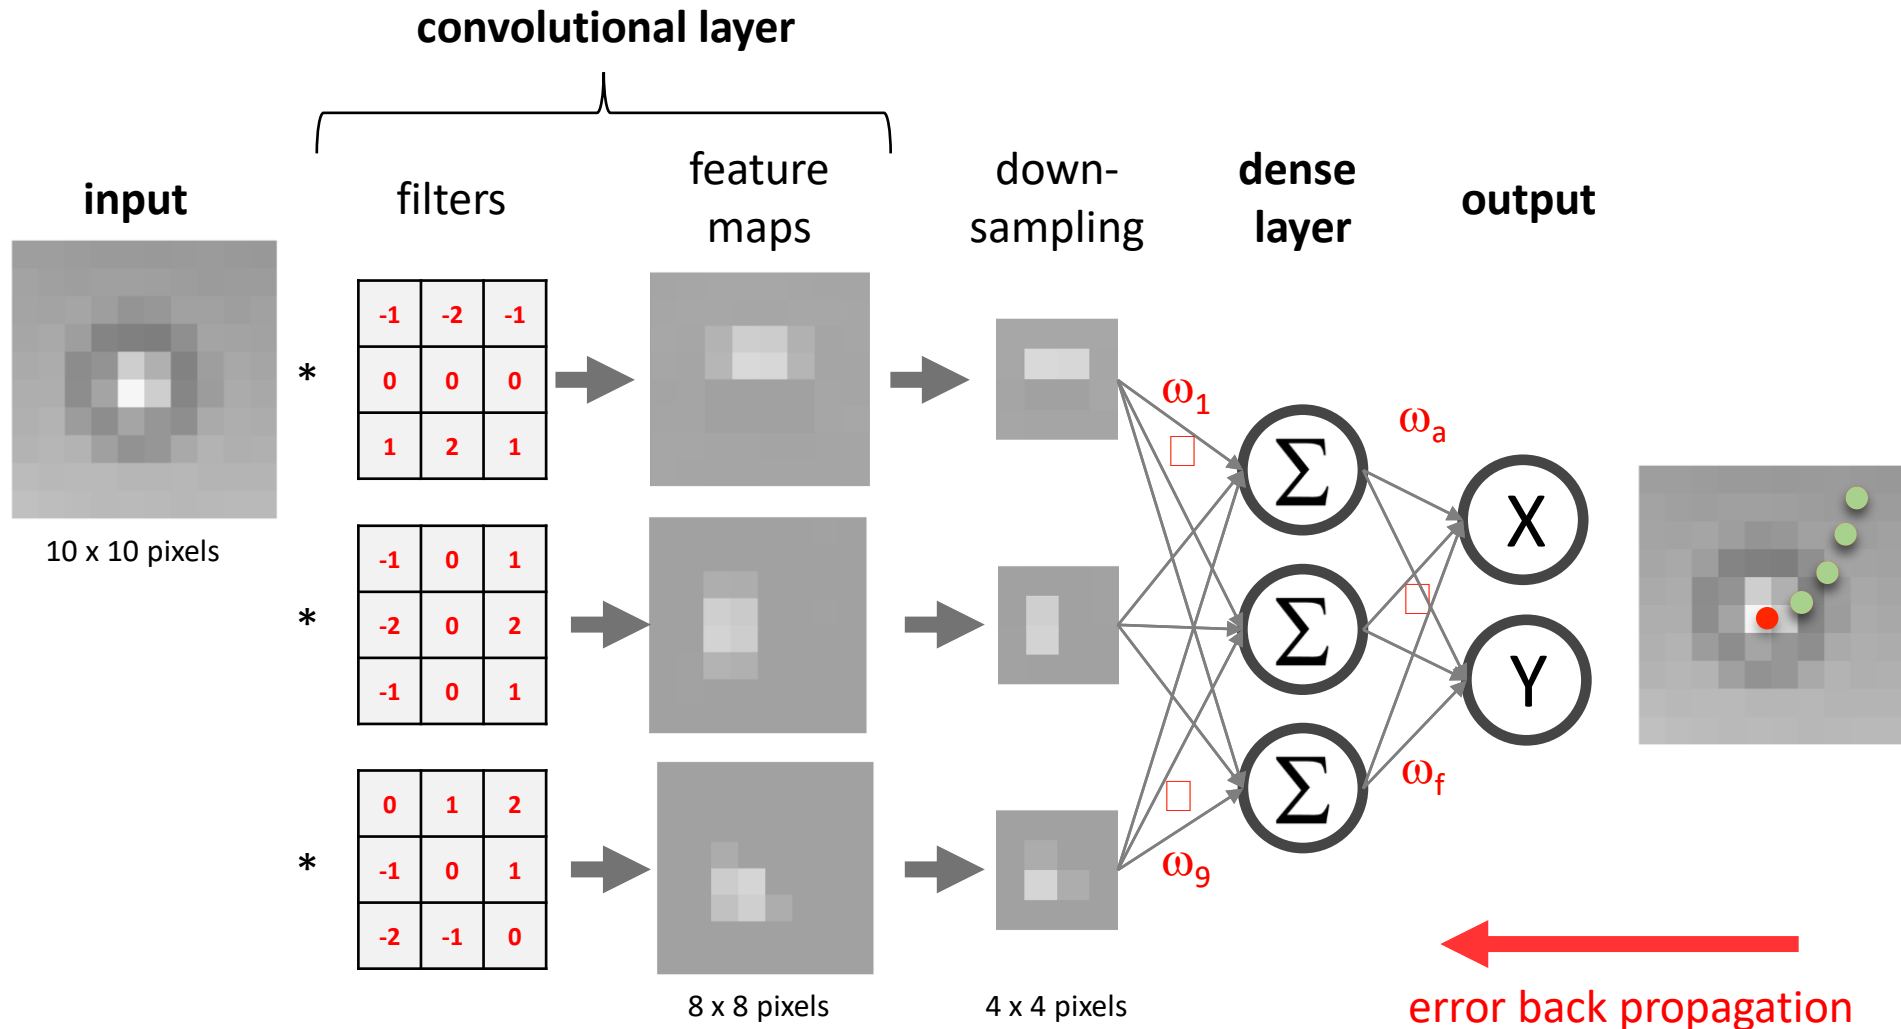 convolutional layer
input
filters
feature
maps
down-
sampling
dense
layer
output
10 x 10 pixels
*
-1 -2 -1
0 0 0
1 2 1
*
-1 0 1
-2 0 2
-1 0 1
*
0 1 2
-1 0 1
-2 -1 0
8 x 8 pixels
4 x 4 pixels
ω1
ω9
Σ
Σ
Σ
ωa
ωf
X
Y
error back propagation